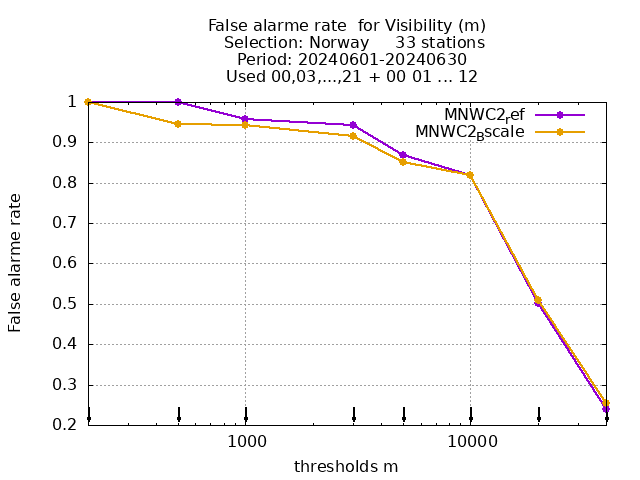 False alarme rate  for Visibility (m)
Selection: Norway     33 stations
Period: 20240601-20240630
Used 00,03,...,21 + 00 01 ... 12
MNWC2ref
MNWC2Bscale
1
0.9
0.8
0.7
0.6
0.5
0.4
0.3
0.2
False alarme rate
1000 10000
thresholds m